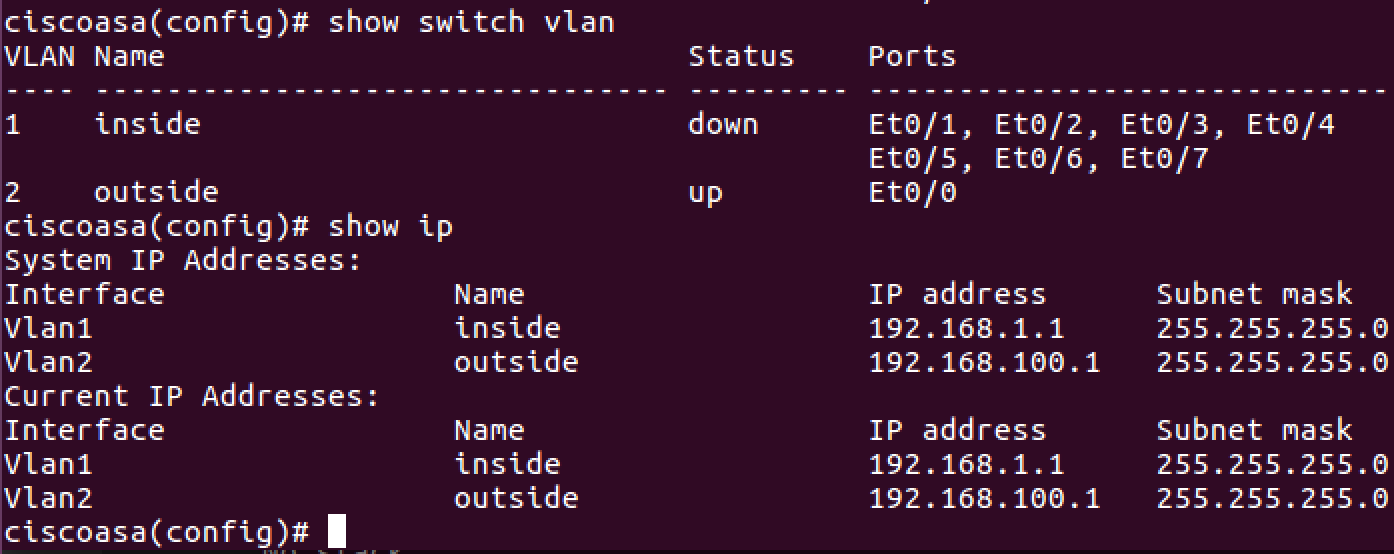 ciscoasa(config)# show switch vlan
VLAN Name                             Status    Ports
---- -------------------------------- --------- -----------------------------
1    inside                           down      Et0/1, Et0/2, Et0/3, Et0/4
                                                Et0/5, Et0/6, Et0/7
2    outside                          up        Et0/0
ciscoasa(config)# show ip
System IP Addresses:
Interface                Name                   IP address      Subnet mask
Vlan1                    inside                 192.168.1.1     255.255.255.0
Vlan2                    outside                192.168.100.1   255.255.255.0
Current IP Addresses:
Interface                Name                   IP address      Subnet mask
Vlan1                    inside                 192.168.1.1     255.255.255.0
Vlan2                    outside                192.168.100.1   255.255.255.0
ciscoasa(config)#